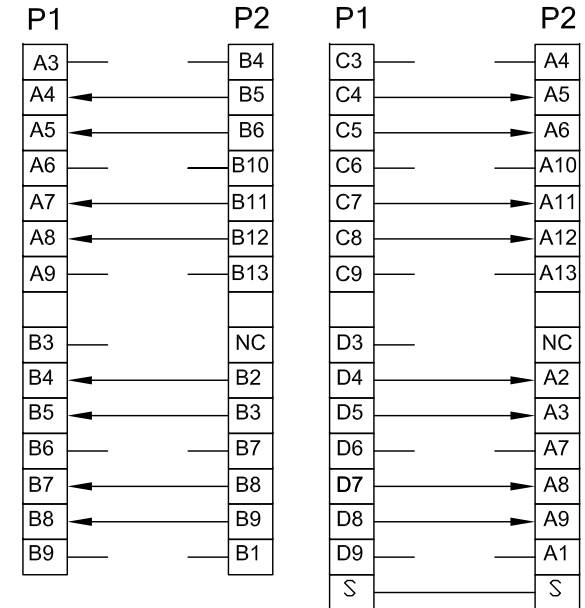 P1 P2 P1 P2
A3 B4 C3 A4
A4 B5 C4 A5
A5 B6 C5 A6
A6 B10 C6 A10
A7 B11 C7 A11
A8 B12 C8 A12
A9 B13 C9 A13
B3 NC D3 NC
B4 B2 D4 A2
B5 B3 D5 A3
B6 B7 D6 A7
B7 B8 D7 A8
B8 B9 D8 A9
B9 B1 D9 A1
S S